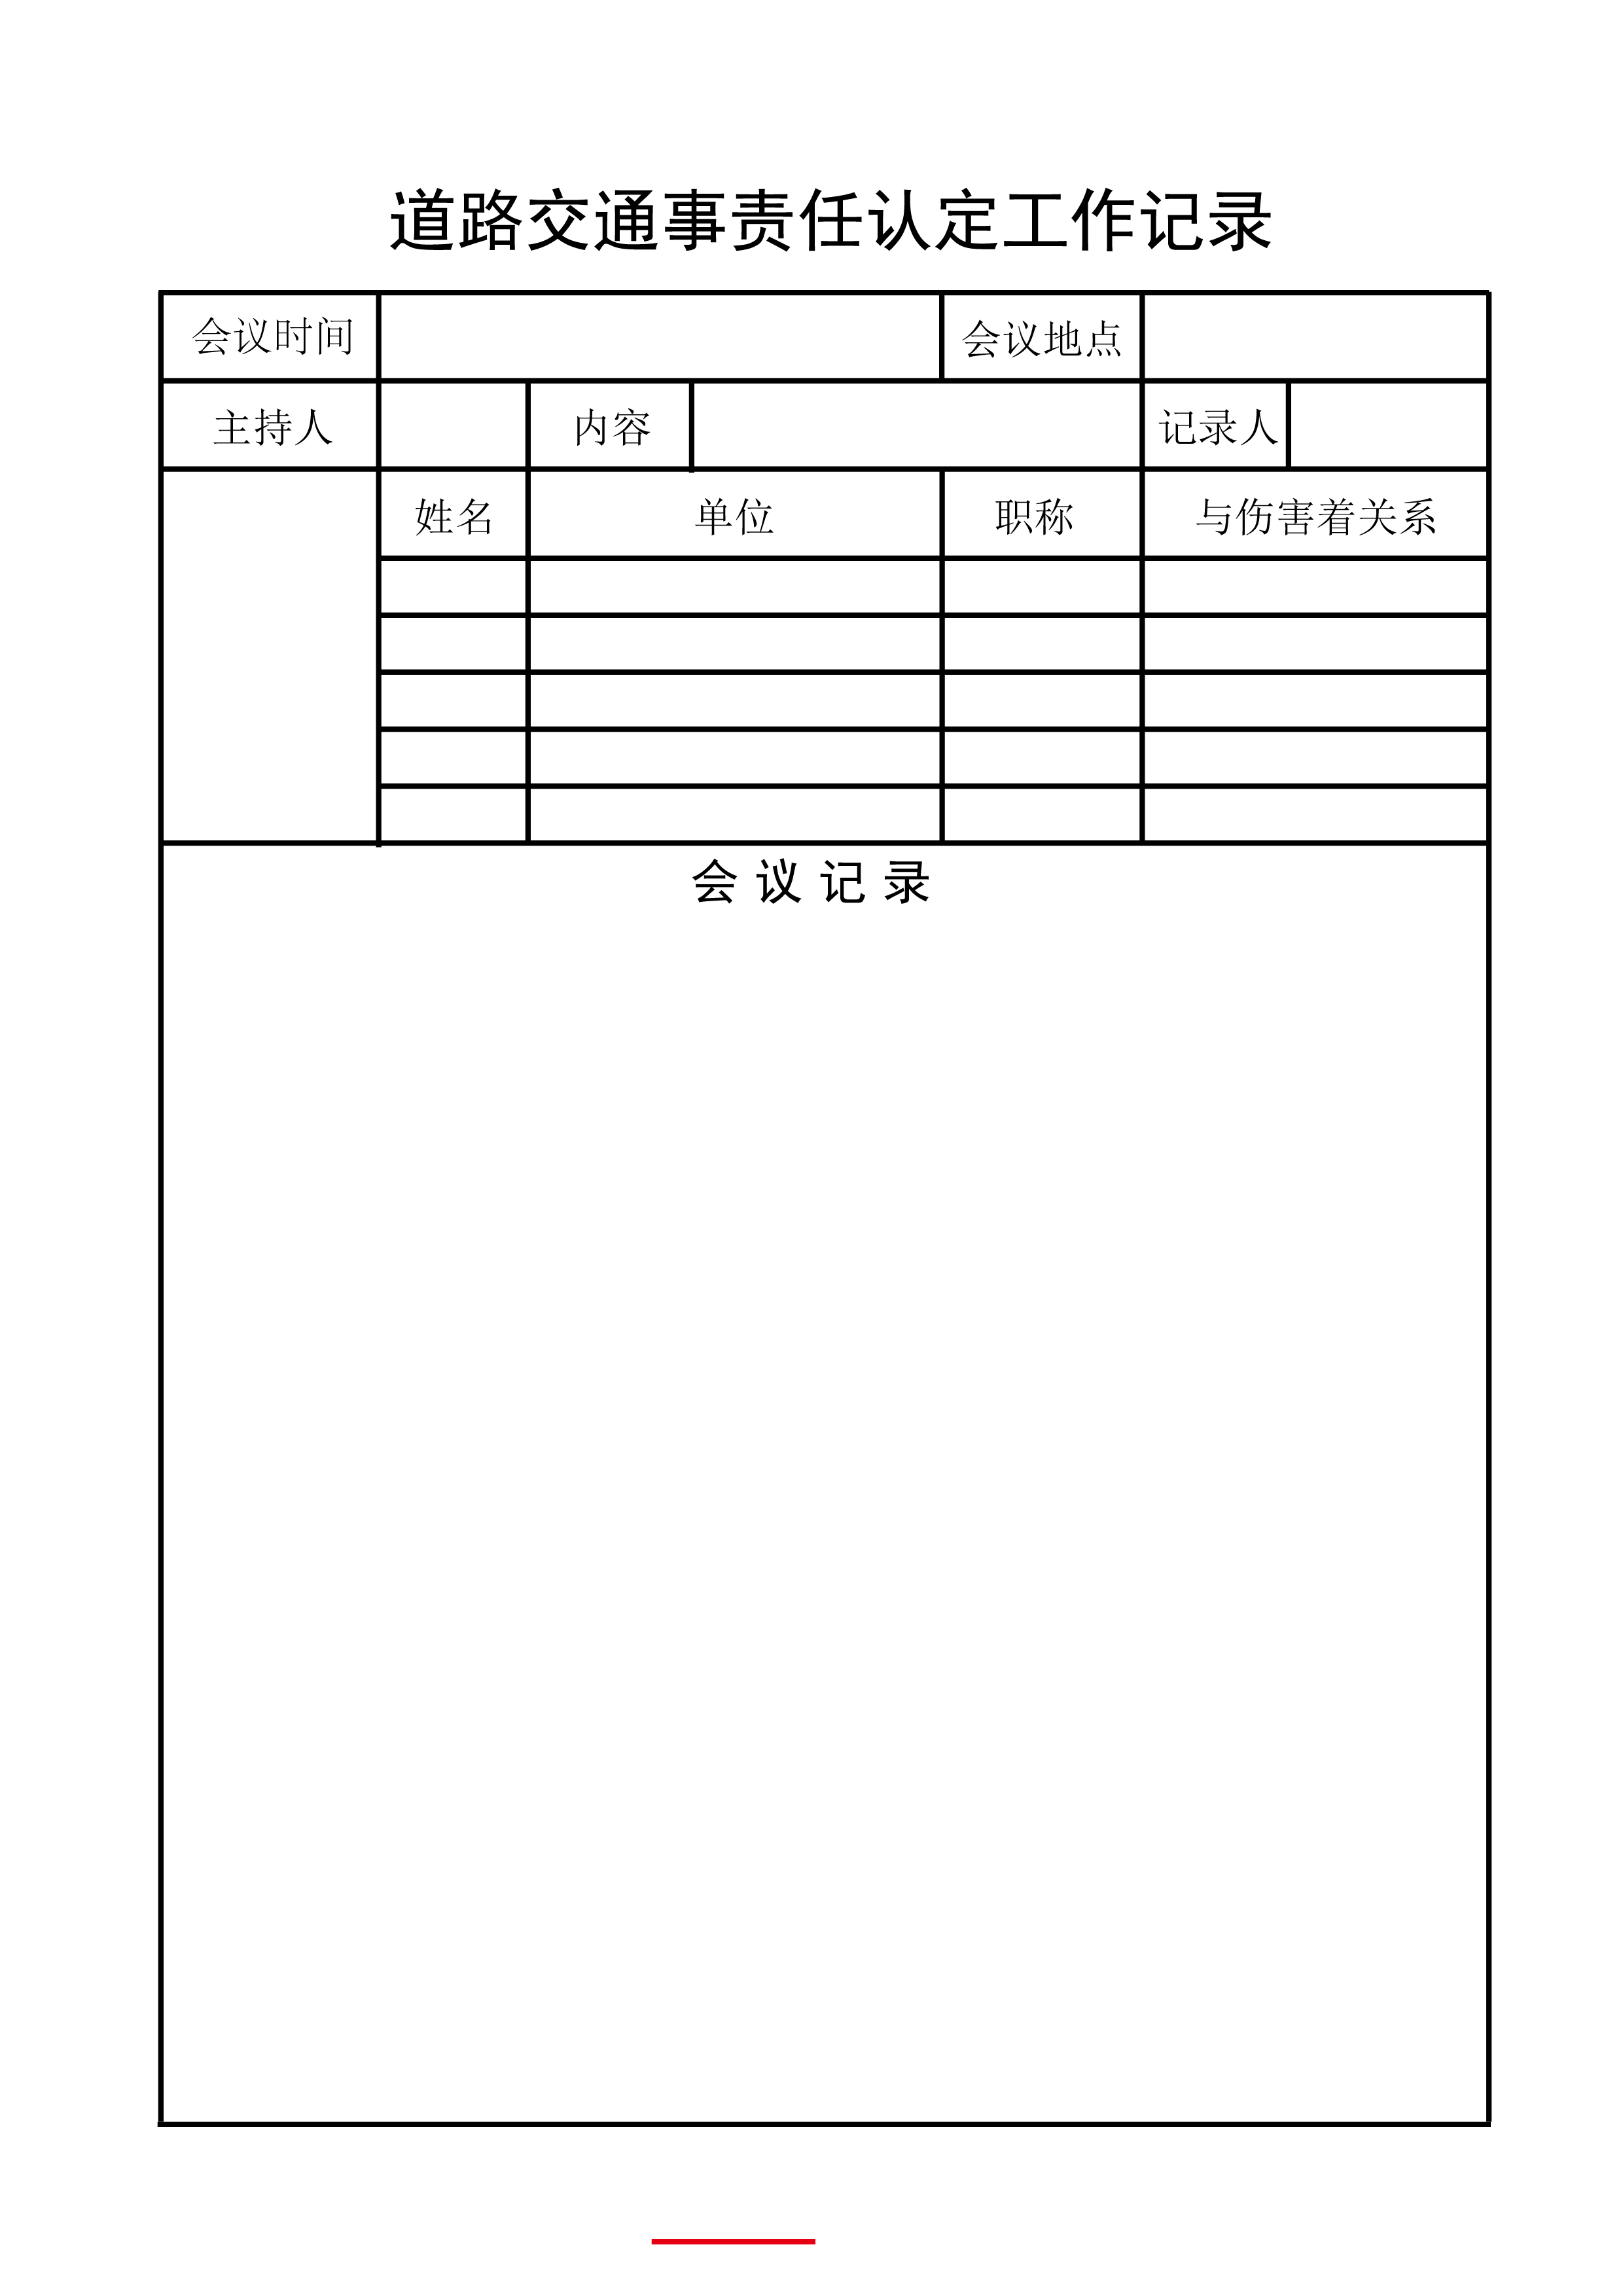 道路交通事责任认定工作记录
会议时间 会议地点
主持人 内容 记录人
姓名 单位 职称 与伤害着关系
会 议 记 录